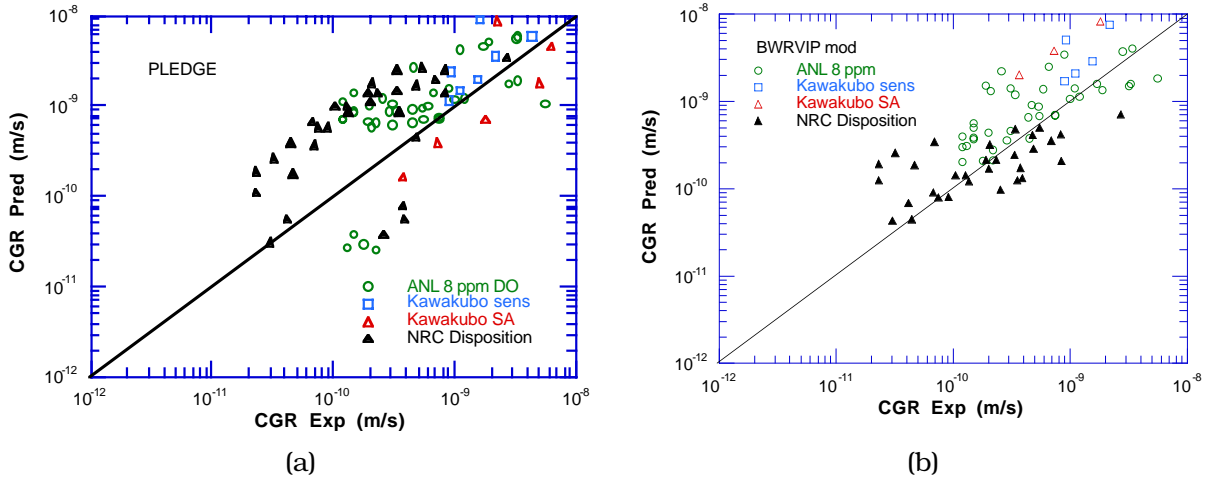 PLEDGE
CGR Pred (m/s)
10^-8
10^-9
10^-10
10^-11
10^-12
ANL 8 ppm DO
Kawakubo sens
Kawakubo SA
NRC Disposition
10^-12 10^-11 10^-10 10^-9 10^-8
CGR Exp (m/s)
(a)
BWRVIP mod
ANL 8 ppm
Kawakubo sens
Kawakubo SA
NRC Disposition
CGR Pred (m/s)
10^-8
10^-9
10^-10
10^-11
10^-12
10^-12 10^-11 10^-10 10^-9 10^-8
CGR Exp (m/s)
(b)